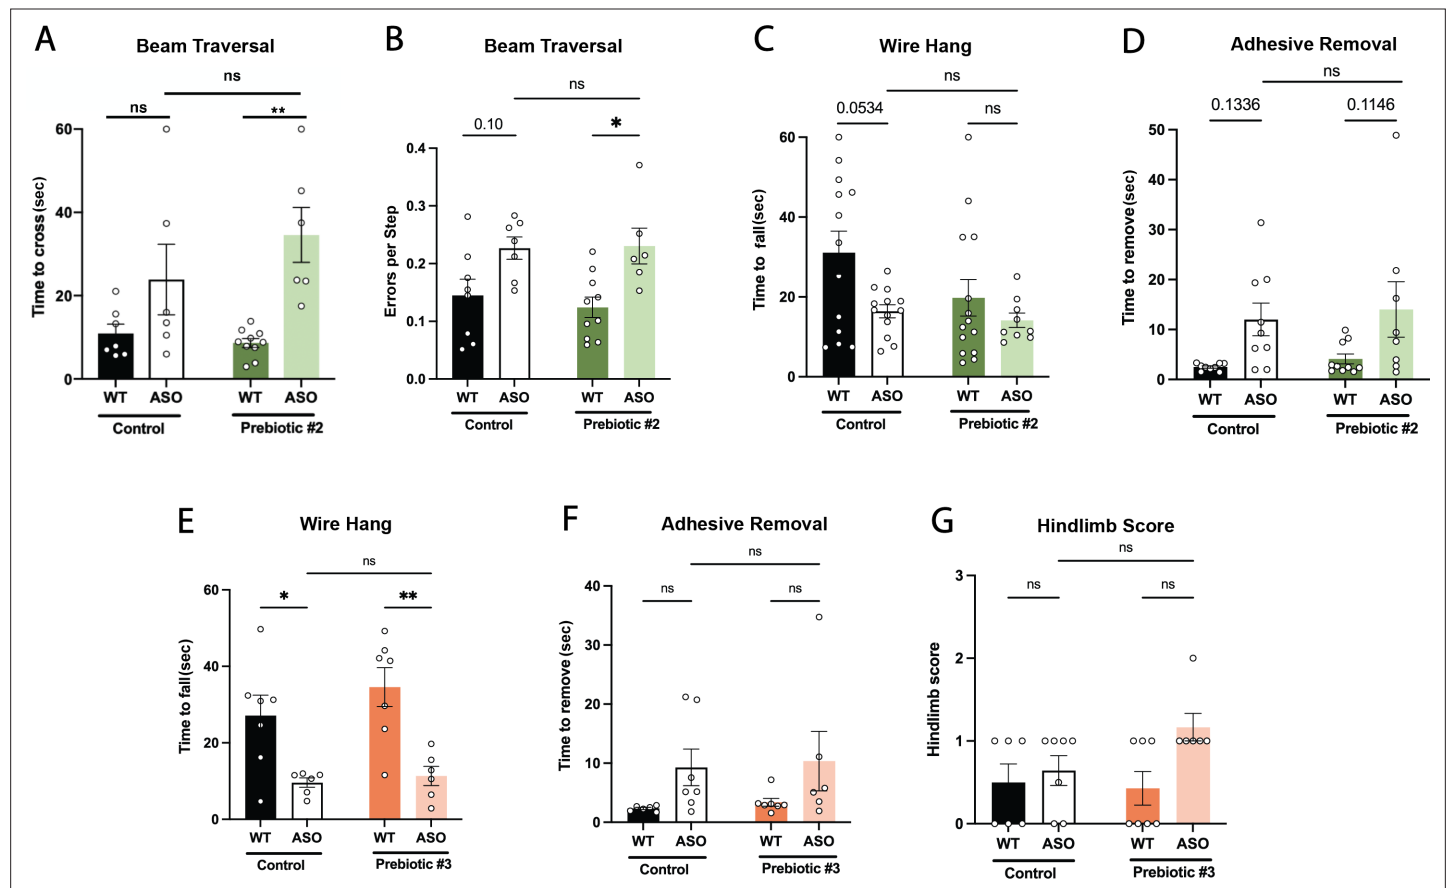 A
Beam Traversal
ns
ns
**
Time to cross (sec)
60
40
20
0
WT
ASO
WT
ASO
Control
Prebiotic #2
B
Beam Traversal
ns
0.10
*
Errors per Step
0.4
0.3
0.2
0.1
0.0
WT
ASO
WT
ASO
Control
Prebiotic #2
C
Wire Hang
ns
0.0534
ns
Time to fall(sec)
60
40
20
0
WT
ASO
WT
ASO
Control
Prebiotic #2
D
Adhesive Removal
ns
0.1336
0.1146
Time to remove(sec)
50
40
30
20
10
0
WT
ASO
WT
ASO
Control
Prebiotic #2
E
Wire Hang
ns
*
**
Time to fall(sec)
60
40
20
0
WT
ASO
WT
ASO
Control
Prebiotic #3
F
Adhesive Removal
ns
ns
ns
Time to remove (sec)
40
30
20
10
0
WT
ASO
WT
ASO
Control
Prebiotic #3
G
Hindlimb Score
ns
ns
ns
Hindlimb score
3
2
1
0
WT
ASO
WT
ASO
Control
Prebiotic #3